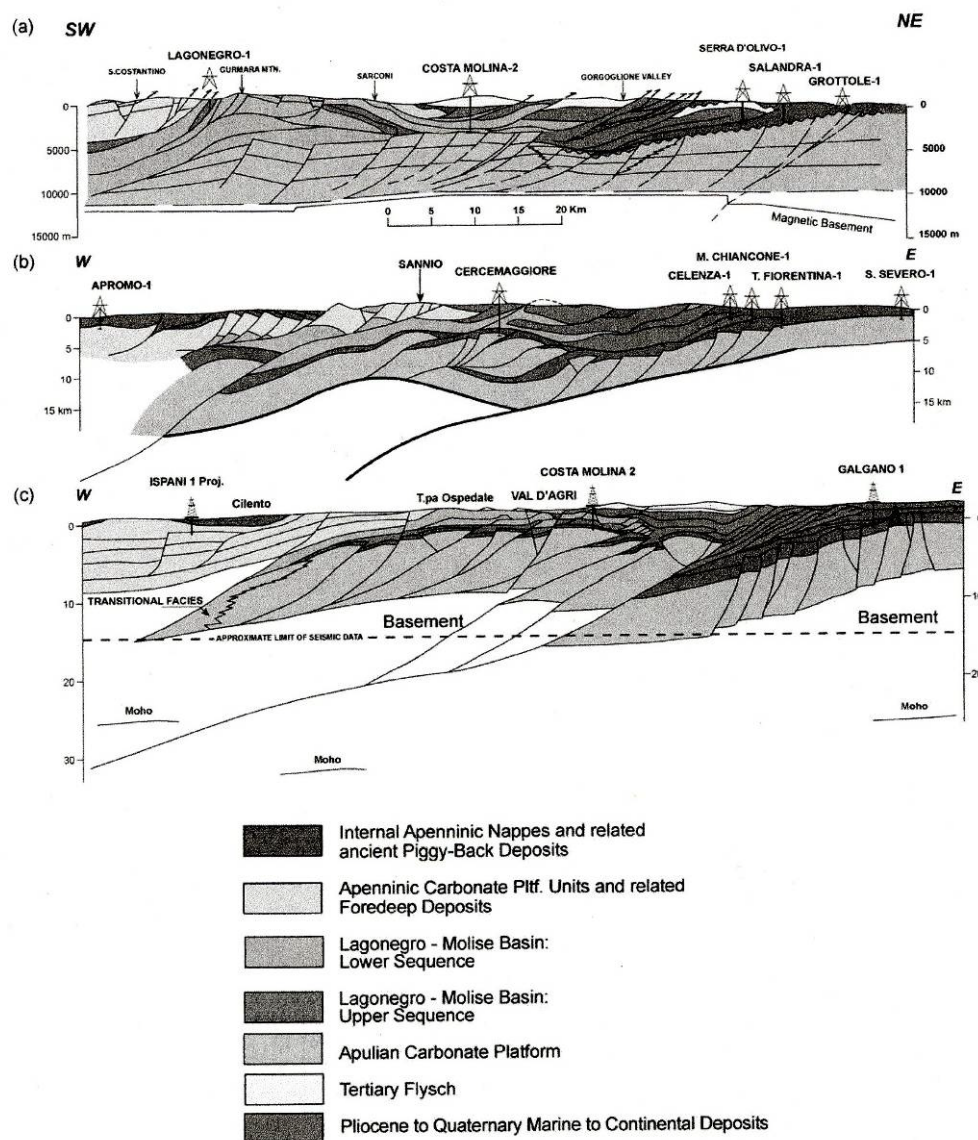 (a)
SW
NE
LAGONEGRO-1
S.COSTANTINO
GURMARA MTN.
SARCONI
COSTA MOLINA-2
GORGOGLIONE VALLEY
SERRA D'OLIVO-1
SALANDRA-1
GROTTOLE-1
0
5000
10000
15000 m
0
5000
10000
15000 m
0 5 10 15 20 Km
Magnetic Basement
(b)
W
E
APROMO-1
SANNIO
CERCEMAGGIORE
M. CHIANCONE-1
CELENZA-1
T. FIORENTINA-1
S. SEVERO-1
0
5
10
15 km
0
5
10
15 km
(c)
W
E
ISPANI 1 Proj.
Cilento
T.pa Ospedale
VAL D'AGRI
COSTA MOLINA 2
GALGANO 1
0
10
20
30
0
10
20
TRANSITIONAL FACIES
Basement
Basement
APPROXIMATE LIMIT OF SEISMIC DATA
Moho
Moho
Moho
Internal Apenninic Nappes and related
ancient Piggy-Back Deposits
Apenninic Carbonate Pltf. Units and related
Foredeep Deposits
Lagonegro - Molise Basin:
Lower Sequence
Lagonegro - Molise Basin:
Upper Sequence
Apulian Carbonate Platform
Tertiary Flysch
Pliocene to Quaternary Marine to Continental Deposits